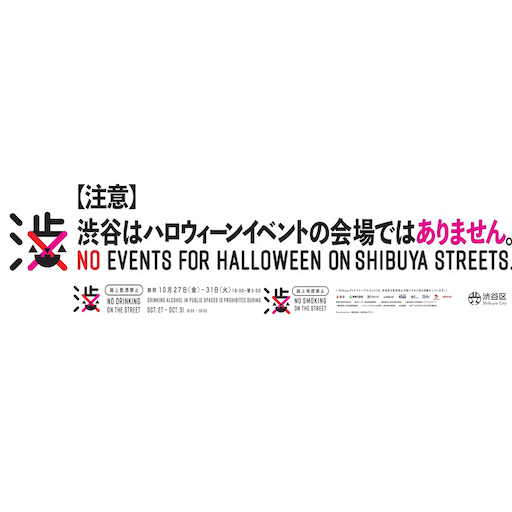 【注意】
渋谷はハロウィーンイベントの会場ではありません。
NO EVENTS FOR HALLOWEEN ON SHIBUYA STREETS.
渋
路上飲酒禁止
NO DRINKING
ON THE STREET
期間 10月27日(金)-31日(火) 18:00-翌5:00
DRINKING ALCOHOL IN PUBLIC SPACES IS PROHIBITED DURING
OCT.27 - OCT.31 18:00 - 29:00
路上喫煙禁止
NO SMOKING
ON THE STREET
渋谷区
Shibuya City